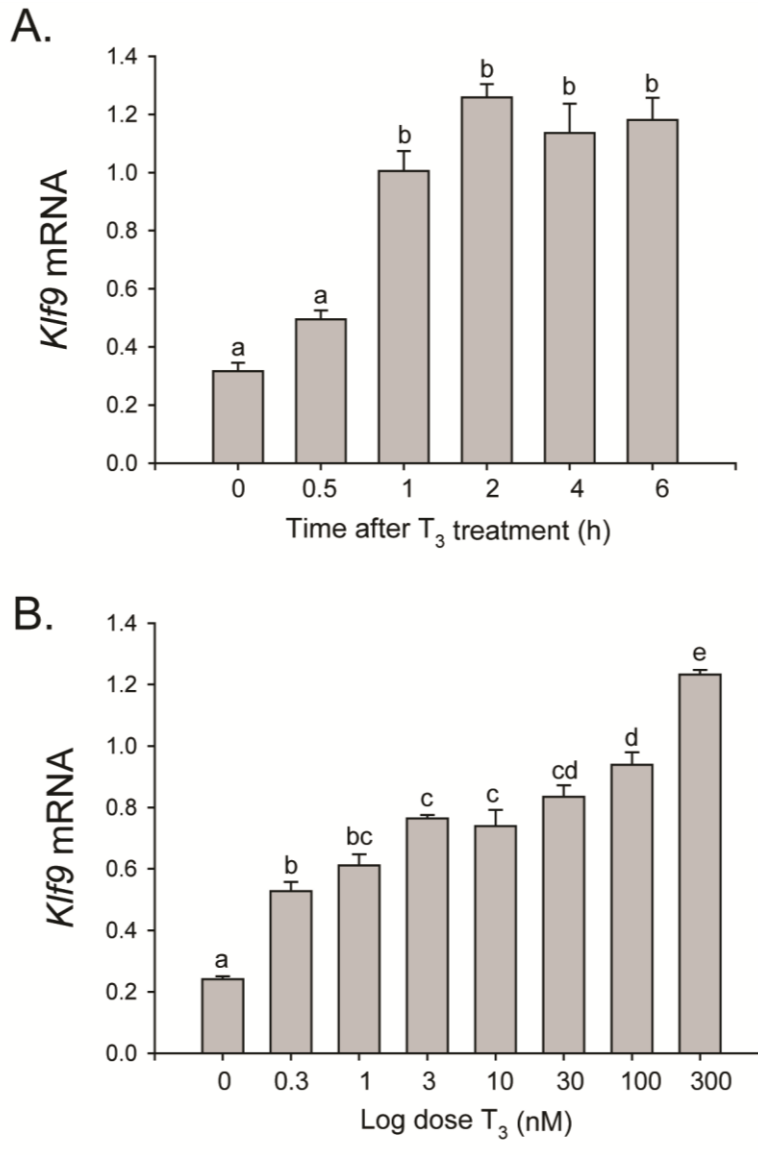 A.
1.4
1.2
1.0
0.8
0.6
0.4
0.2
0.0
Klf9 mRNA
a
a
b
b
b
b
0 0.5 1 2 4 6
Time after T3 treatment (h)
B.
1.4
1.2
1.0
0.8
0.6
0.4
0.2
0.0
Klf9 mRNA
a
b
bc
c
c
cd
d
e
0 0.3 1 3 10 30 100 300
Log dose T3 (nM)